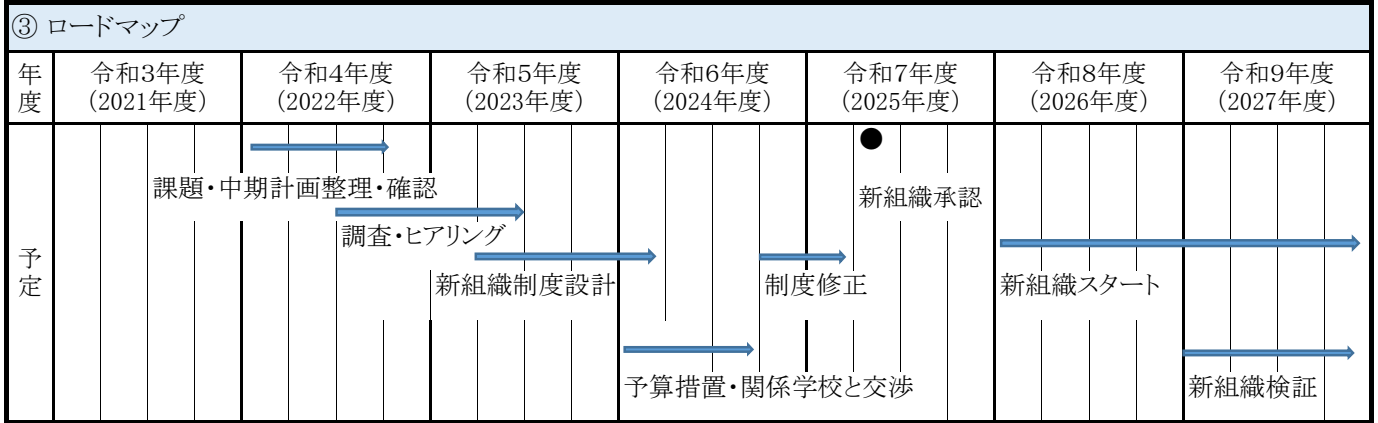 ③ ロードマップ
年度
令和3年度
(2021年度)
令和4年度
(2022年度)
令和5年度
(2023年度)
令和6年度
(2024年度)
令和7年度
(2025年度)
令和8年度
(2026年度)
令和9年度
(2027年度)
予定
課題・中期計画整理・確認
調査・ヒアリング
新組織制度設計
予算措置・関係学校と交渉
制度修正
新組織承認
新組織スタート
新組織検証